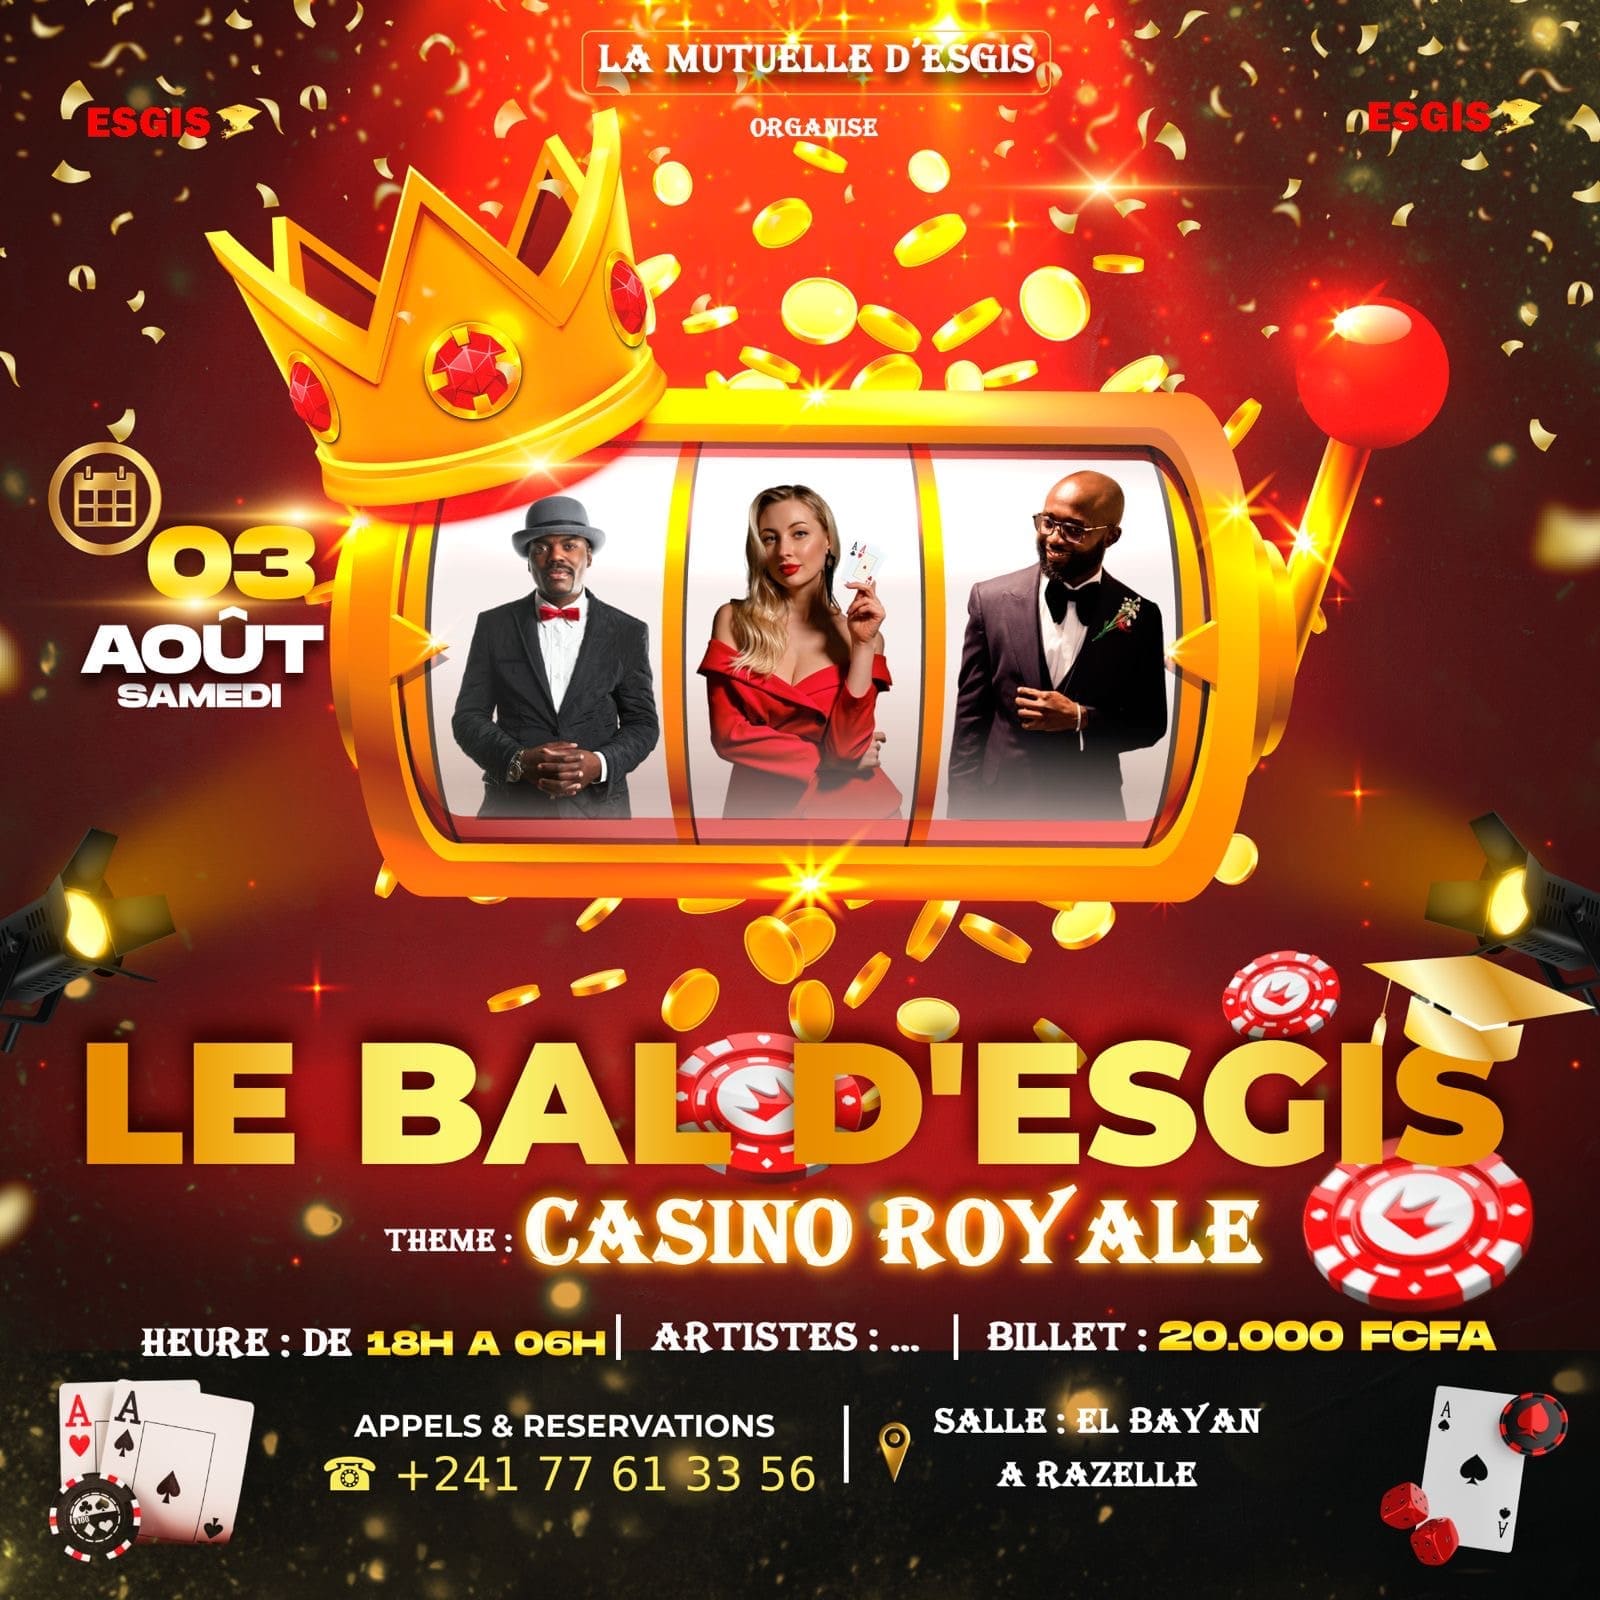 LA MUTUELLE D'ESGIS
ESGIS
ESGIS
ORGANISE
03
AOÛT
SAMEDI
LE BAL D'ESGIS
THEME : CASINO ROYALE
HEURE : DE 18H A 06H | ARTISTES : ... | BILLET : 20.000 FCFA
APPELS & RESERVATIONS
☎ +241 77 61 33 56
SALLE : EL BAYAN
A RAZELLE
A
A
A
A
A
A
$100